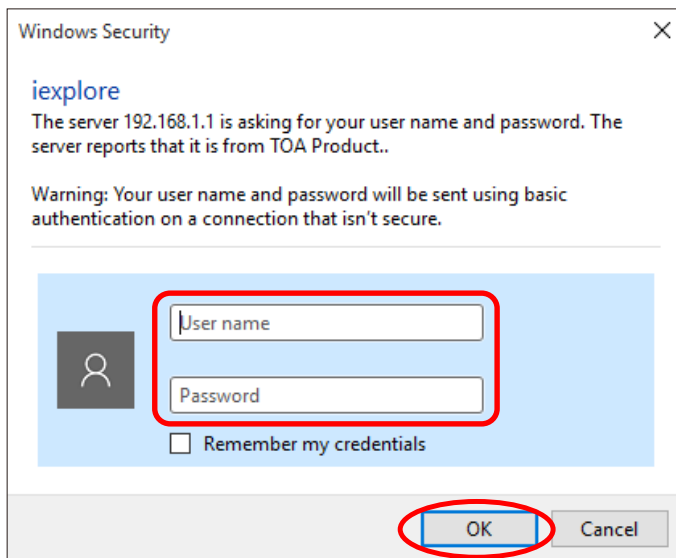 Windows Security
iexplore
The server 192.168.1.1 is asking for your user name and password. The
server reports that it is from TOA Product..
Warning: Your user name and password will be sent using basic
authentication on a connection that isn't secure.
User name
Password
Remember my credentials
OK
Cancel